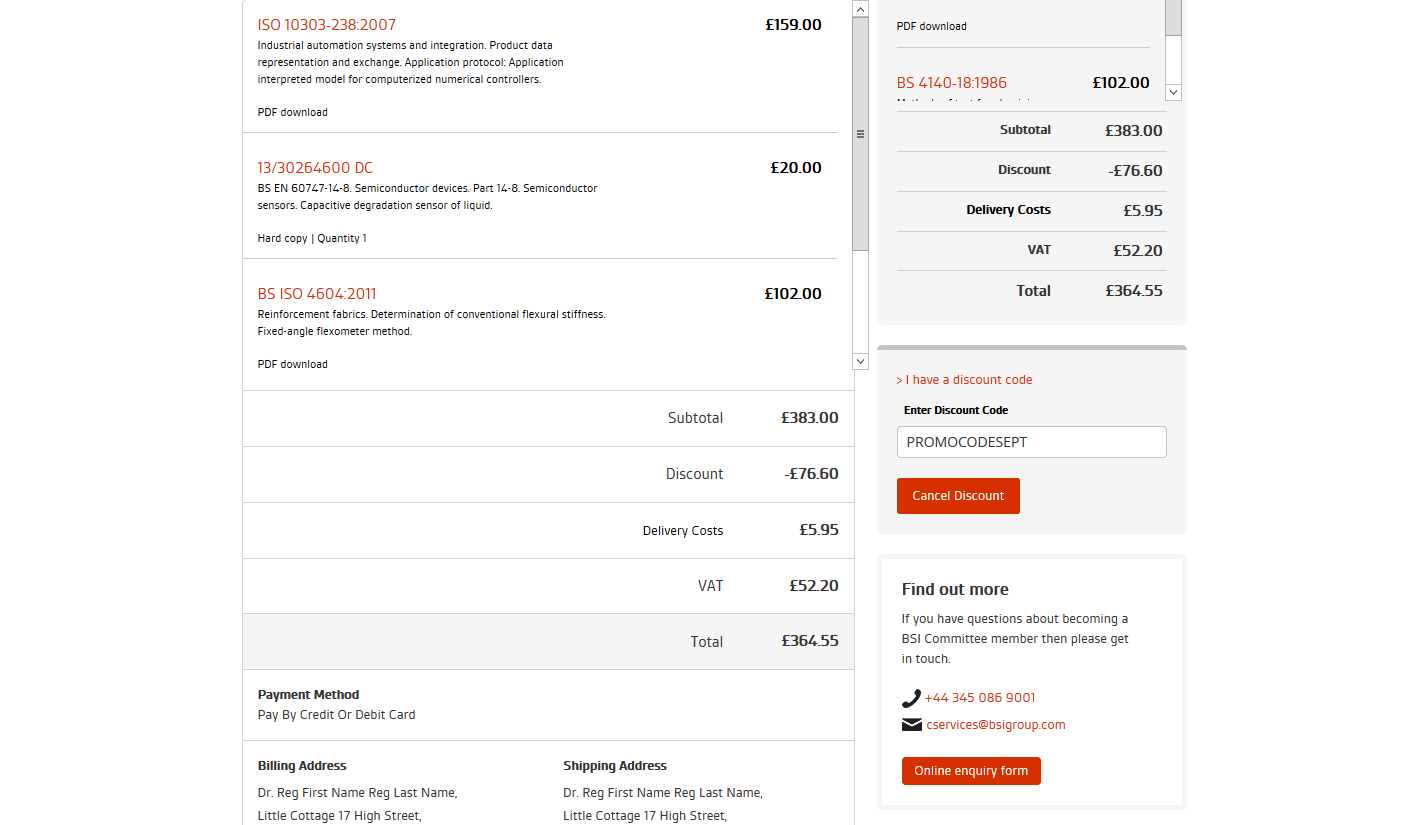 ISO 10303-238:2007 £159.00
Industrial automation systems and integration. Product data
representation and exchange. Application protocol: Application
interpreted model for computerized numerical controllers.
PDF download
13/30264600 DC £20.00
BS EN 60747-14-8. Semiconductor devices. Part 14-8. Semiconductor
sensors. Capacitive degradation sensor of liquid.
Hard copy | Quantity 1
BS ISO 4604:2011 £102.00
Reinforcement fabrics. Determination of conventional flexural stiffness.
Fixed-angle flexometer method.
PDF download
Subtotal £383.00
Discount -£76.60
Delivery Costs £5.95
VAT £52.20
Total £364.55
Payment Method
Pay By Credit Or Debit Card
Billing Address
Dr. Reg First Name Reg Last Name,
Little Cottage 17 High Street,
Shipping Address
Dr. Reg First Name Reg Last Name,
Little Cottage 17 High Street,
PDF download
BS 4140-18:1986 £102.00
Subtotal £383.00
Discount -£76.60
Delivery Costs £5.95
VAT £52.20
Total £364.55
> I have a discount code
Enter Discount Code
PROMOCODESEPT
Cancel Discount
Find out more
If you have questions about becoming a
BSI Committee member then please get
in touch.
+44 345 086 9001
cservices@bsigroup.com
Online enquiry form